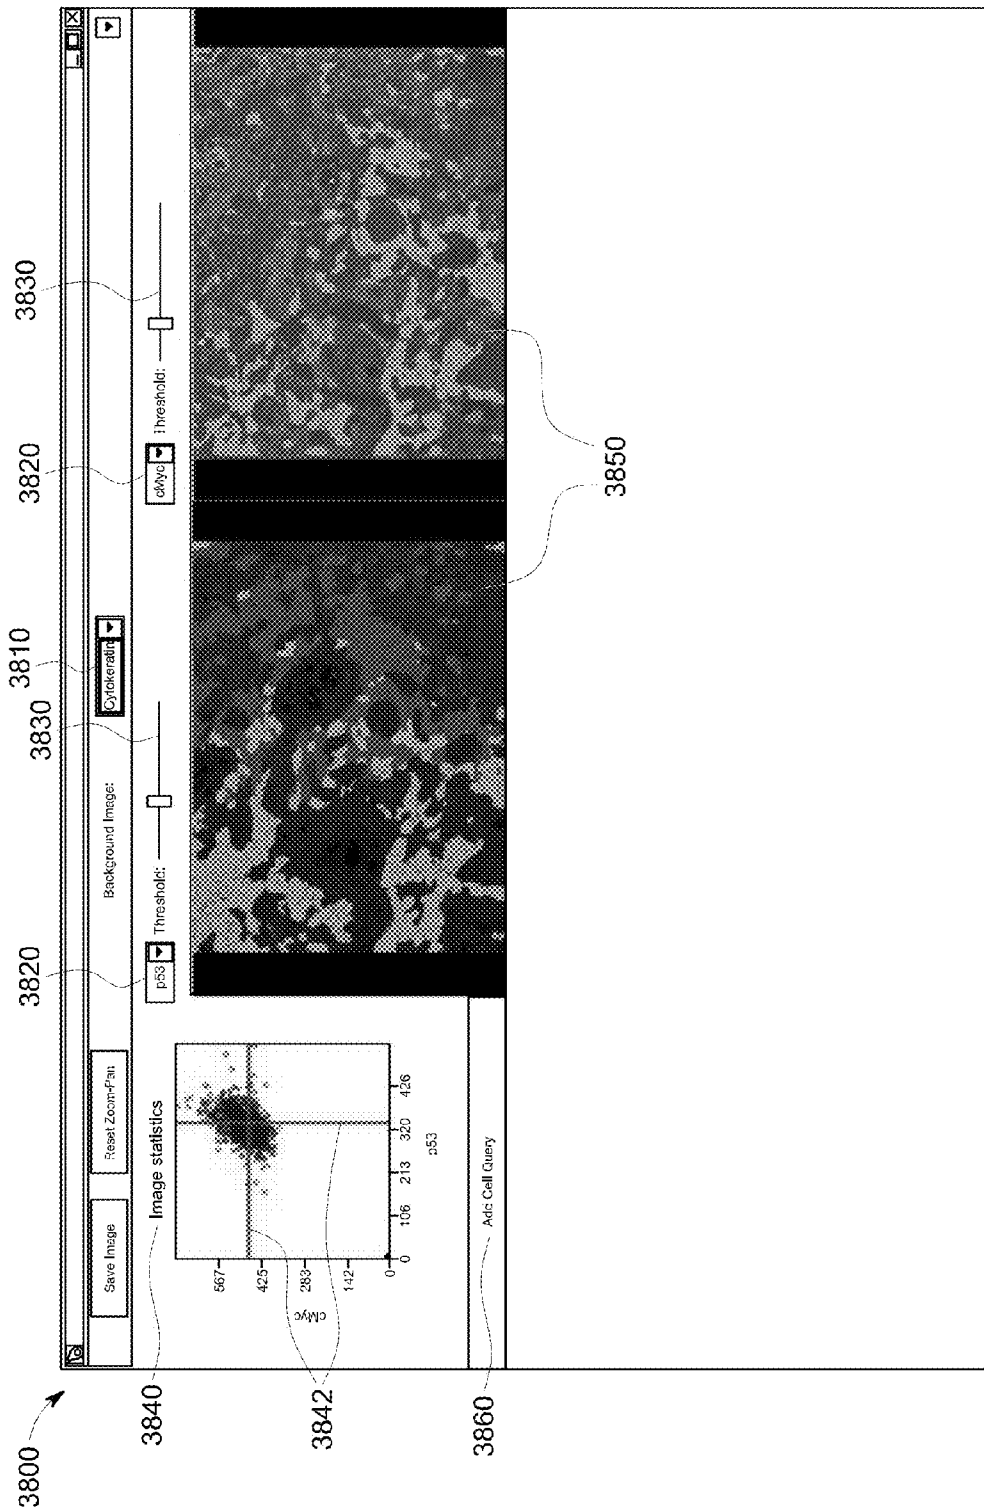 3800
Save Image
Reset Zoom-Pan
Background Image:
Cytokeratin
3810
3820
3830
3820
3830
p53
Threshold:
cMyc
Threshold:
3840
Image statistics
567
425
283
142
0
cMyc
0
106
213
320
426
p53
3842
3850
3860
Add Cell Query